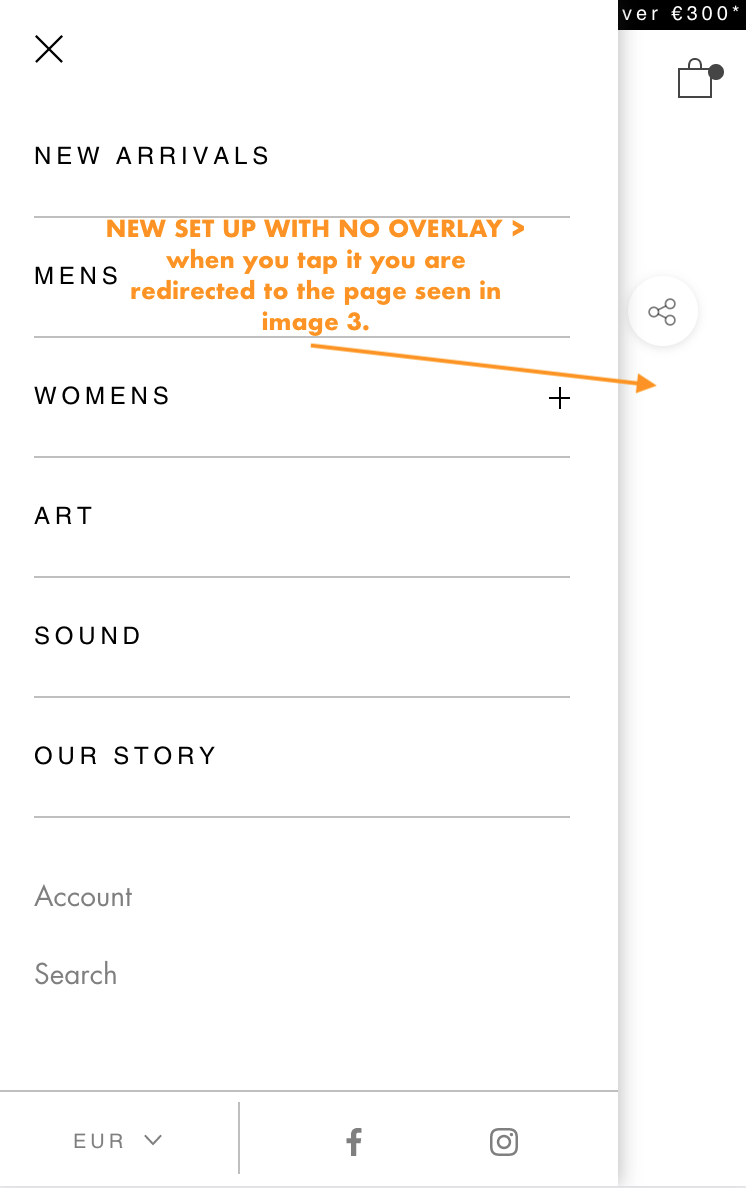 ver €300*
NEW ARRIVALS
NEW SET UP WITH NO OVERLAY >
when you tap it you are
MENS
redirected to the page seen in
image 3.
WOMENS
ART
SOUND
OUR STORY
Account
Search
EUR